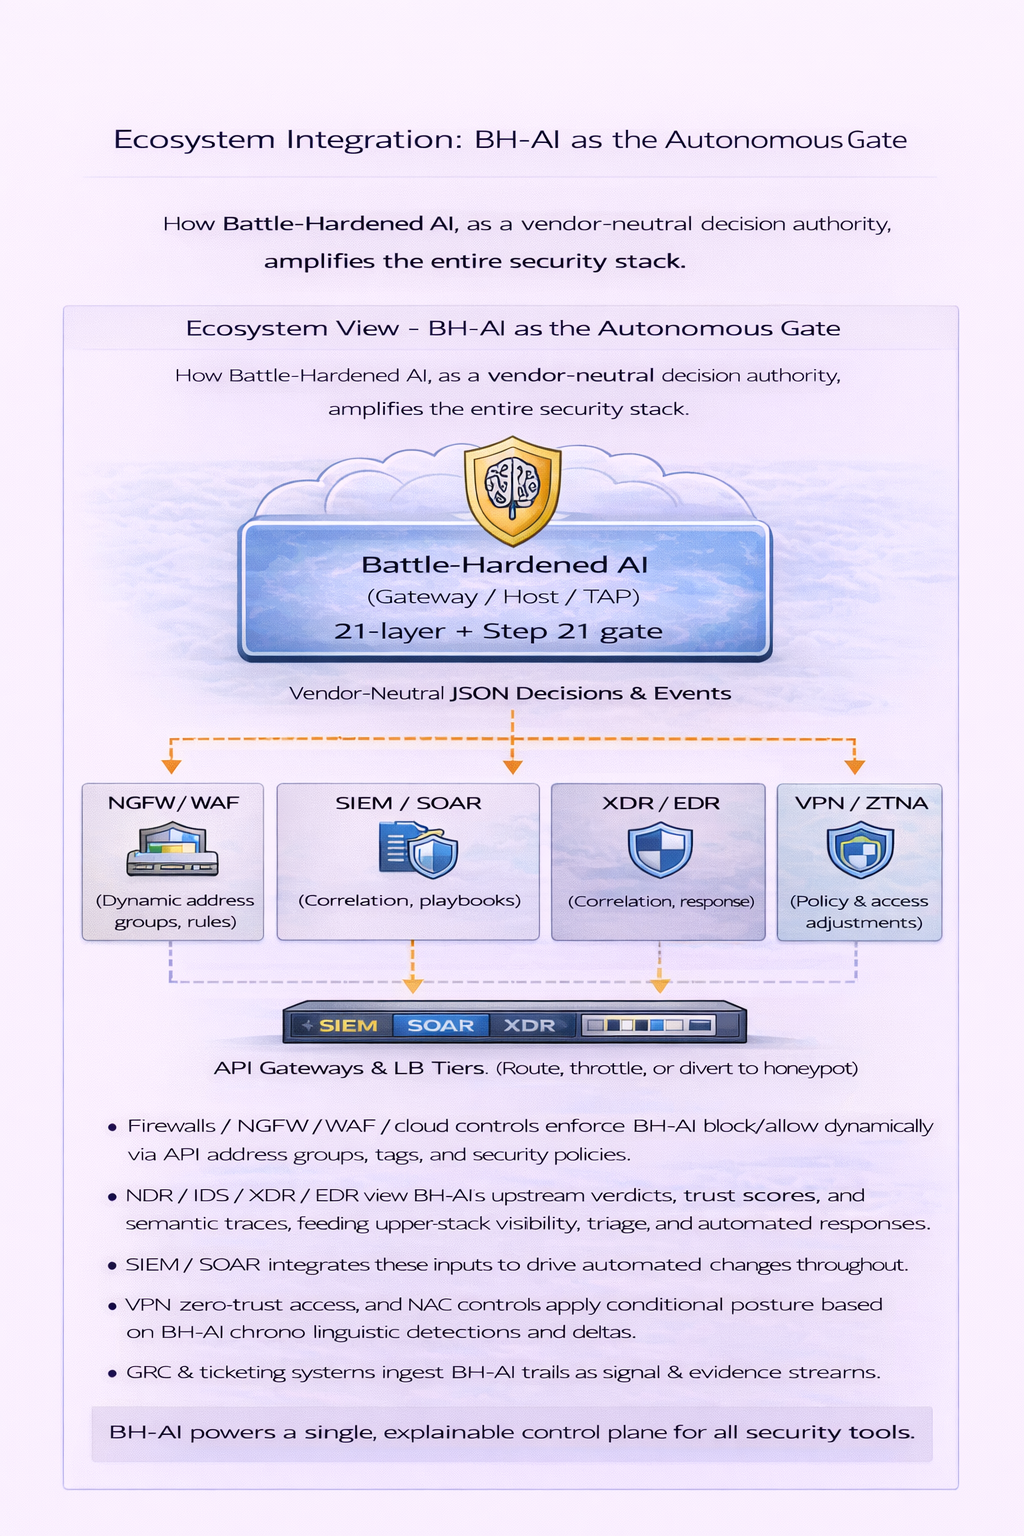 Ecosystem Integration: BH-AI as the Autonomous Gate
How Battle-Hardened AI, as a vendor-neutral decision authority,
amplifies the entire security stack.
Ecosystem View - BH-AI as the Autonomous Gate
How Battle-Hardened AI, as a vendor-neutral decision authority,
amplifies the entire security stack.
Battle-Hardened AI
(Gateway / Host / TAP)
21-layer + Step 21 gate
Vendor-Neutral JSON Decisions & Events
NGFW/WAF
(Dynamic address
groups, rules)
SIEM / SOAR
(Correlation, playbooks)
XDR / EDR
(Correlation, response)
VPN / ZTNA
(Policy & access
adjustments)
SIEM SOAR XDR
API Gateways & LB Tiers. (Route, throttle, or divert to honeypot)
• Firewalls / NGFW / WAF / cloud controls enforce BH-AI block/allow dynamically
via API address groups, tags, and security policies.
• NDR / IDS / XDR / EDR view BH-AI's upstream verdicts, trust scores, and
semantic traces, feeding upper-stack visibility, triage, and automated responses.
• SIEM / SOAR integrates these inputs to drive automated changes throughout.
• VPN zero-trust access, and NAC controls apply conditional posture based
on BH-AI chrono linguistic detections and deltas.
• GRC & ticketing systems ingest BH-AI trails as signal & evidence strearns.
BH-AI powers a single, explainable control plane for all security tools.